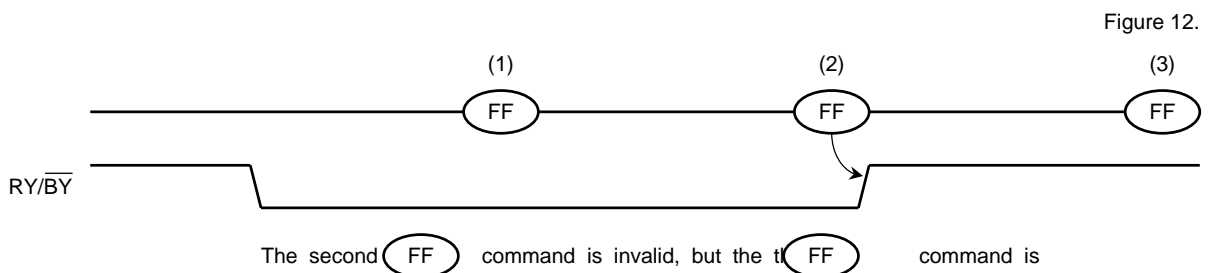 Figure 12.
(1) (2) (3)
FF FF FF
RY/B̅Y̅
The second FF command is invalid, but the FF command is